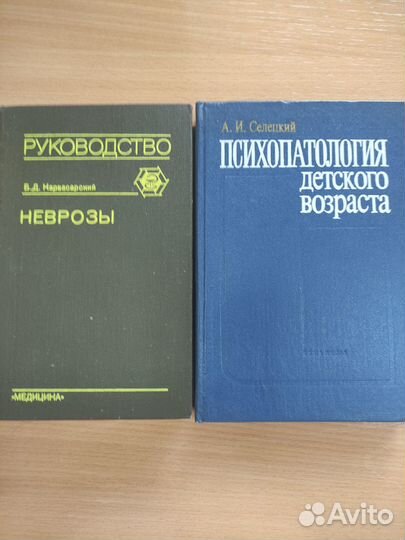 РУКОВОДСТВО
Б.Д. Карвасарский
НЕВРОЗЫ
«МЕДИЦИНА»
А. И. Селецкий
ПСИХОПАТОЛОГИЯ
детского
возраста
Avito